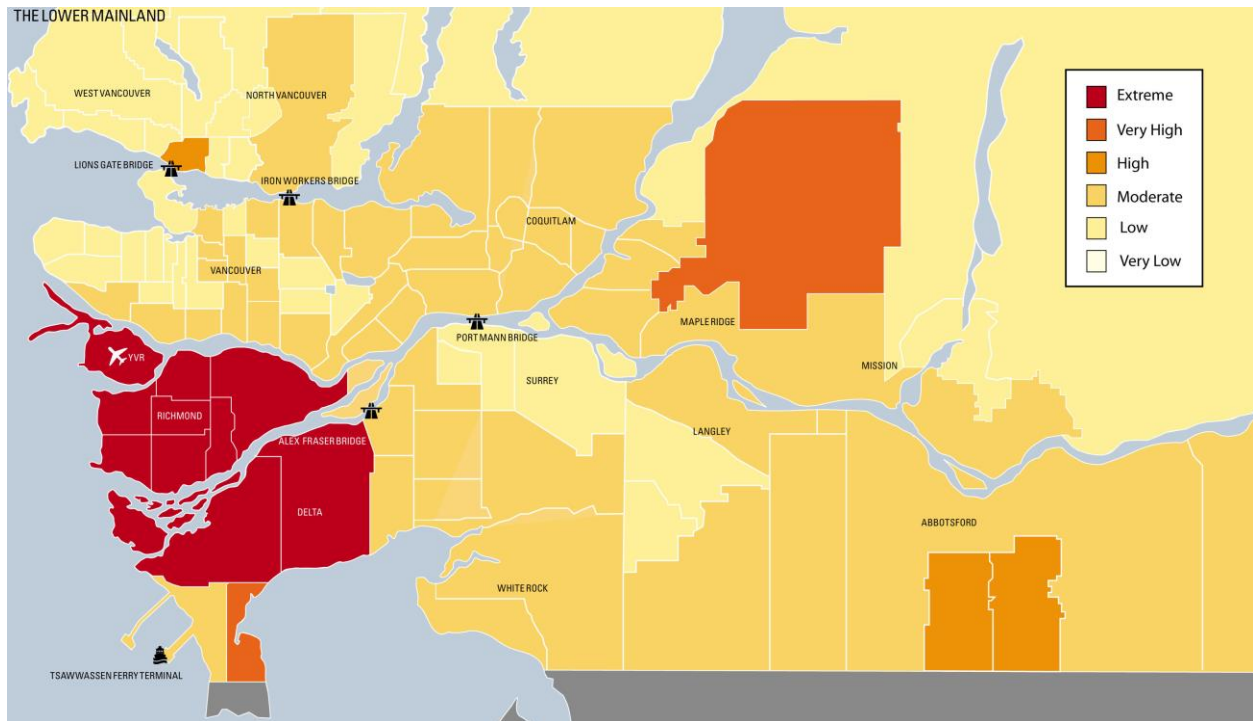 THE LOWER MAINLAND
WEST VANCOUVER
NORTH VANCOUVER
LIONS GATE BRIDGE
IRON WORKERS BRIDGE
COQUITLAM
VANCOUVER
YVR
PORT MANN BRIDGE
MAPLE RIDGE
MISSION
SURREY
RICHMOND
ALEX FRASER BRIDGE
LANGLEY
DELTA
ABBOTSFORD
WHITE ROCK
TSAWWASSEN FERRY TERMINAL
Extreme
Very High
High
Moderate
Low
Very Low